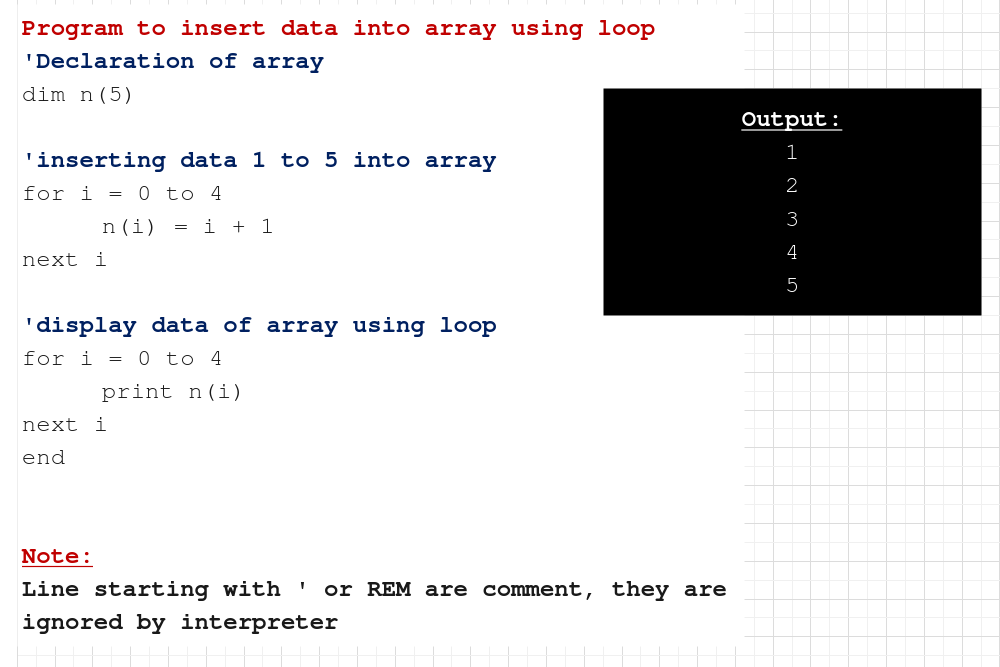 Program to insert data into array using loop
'Declaration of array
dim n(5)
'inserting data 1 to 5 into array
for i = 0 to 4
n(i) = i + 1
next i
'display data of array using loop
for i = 0 to 4
print n(i)
next i
end
Note:
Line starting with ' or REM are comment, they are
ignored by interpreter
Output:
1
2
3
4
5